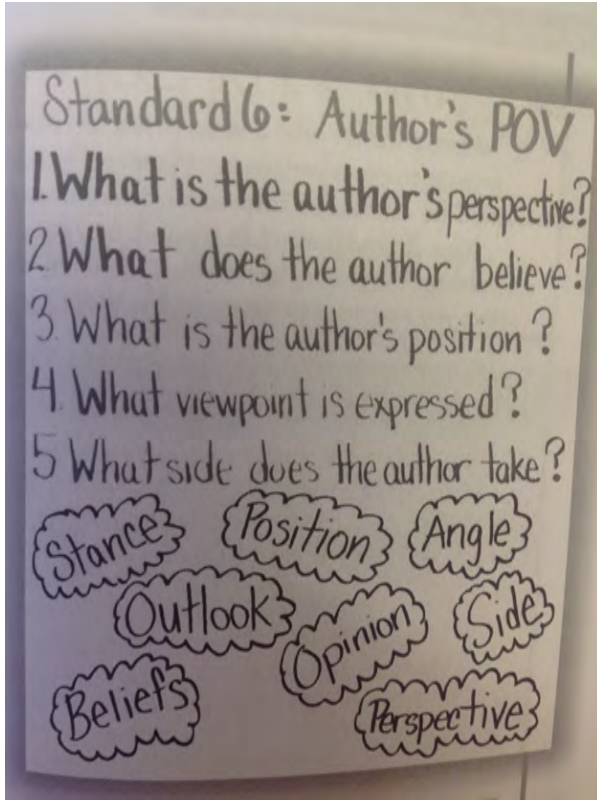 Standard 6: Author's POV
1. What is the author's perspective?
2. What does the author believe?
3. What is the author's position?
4. What viewpoint is expressed?
5 What side does the author take?
Stance Position Angle
Outlook Opinion Side
Beliefs Perspective